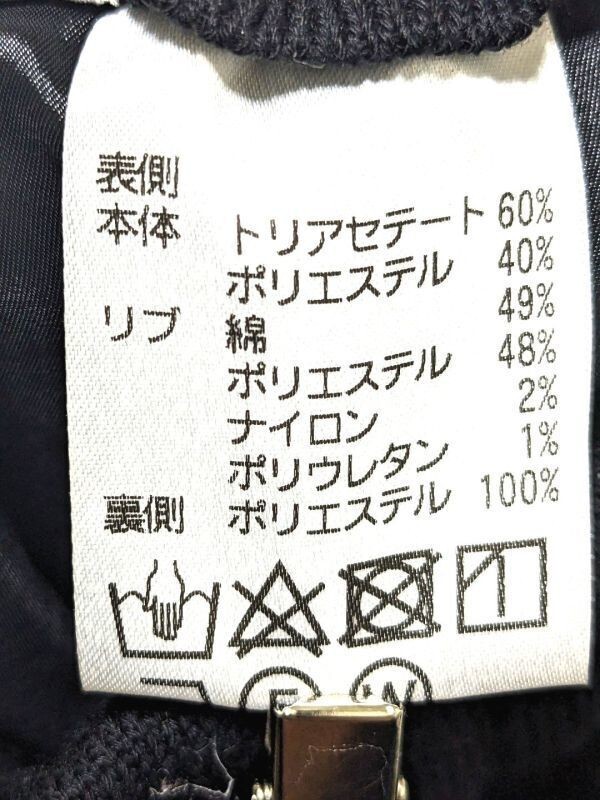 表側
本体 トリアセテート 60%
ポリエステル 40%
リブ 綿 49%
ポリエステル 48%
ナイロン 2%
ポリウレタン 1%
裏側 ポリエステル 100%